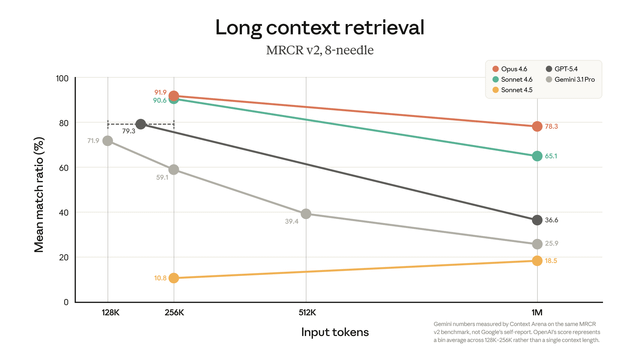 Long context retrieval
MRCR v2, 8-needle
Opus 4.6
GPT-5.4
Sonnet 4.6
Gemini 3.1 Pro
Sonnet 4.5
Mean match ratio (%)
100
80
60
40
20
0
91.9
90.6
79.3
71.9
59.1
39.4
10.8
78.3
65.1
36.6
25.9
18.5
128K
256K
512K
1M
Input tokens
Gemini numbers measured by Context Arena on the same MRCR
v2 benchmark, not Google's self-report. OpenAI's score represents
a bin average across 128K-256K rather than a single context length.